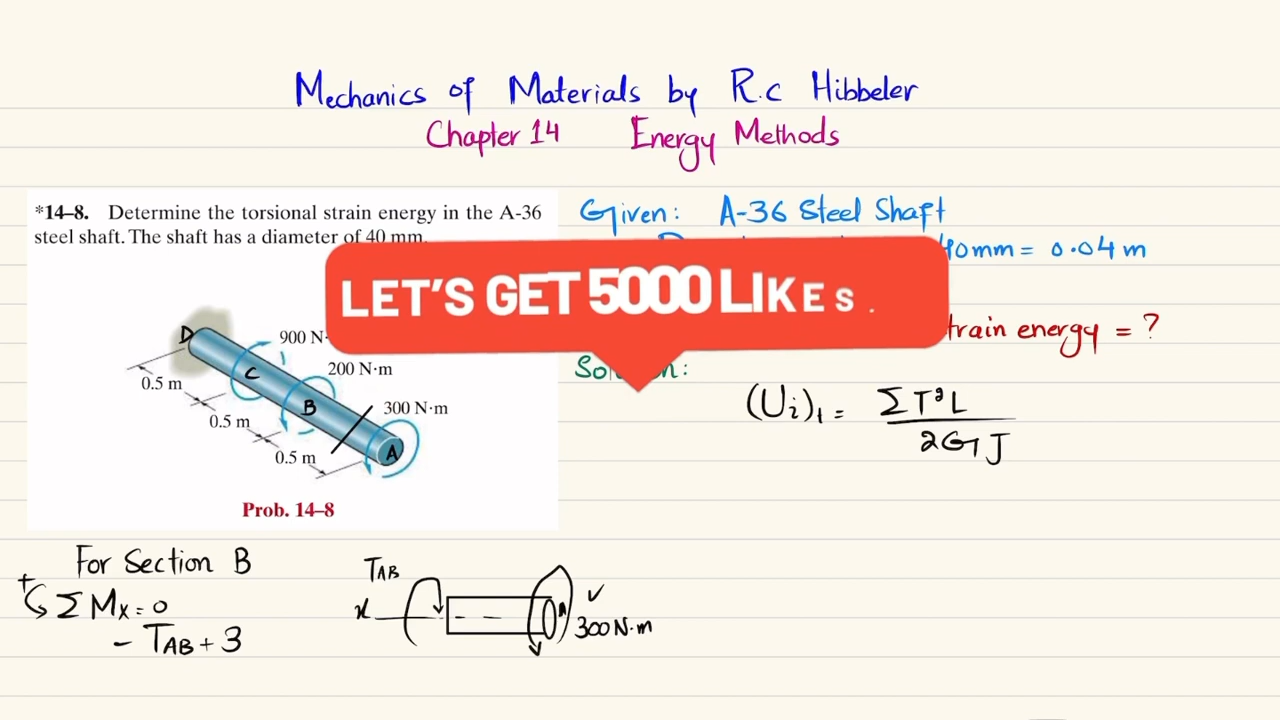 Mechanics of Materials by R.c Hibbeler
Chapter 14 Energy Methods
*14–8. Determine the torsional strain energy in the A-36
steel shaft. The shaft has a diameter of 40 mm.
Given: A-36 Steel Shaft
40mm = 0.04 m
LET'S GET 5000 LIKES.
train energy = ?
D
C
B
A
900 N·
200 N·m
300 N·m
0.5 m
0.5 m
0.5 m
Prob. 14–8
(Ui)t = ΣT²L
2GJ
For Section B
+ ΣMx = 0
- TAB + 3
TAB
x
A
300 N·m